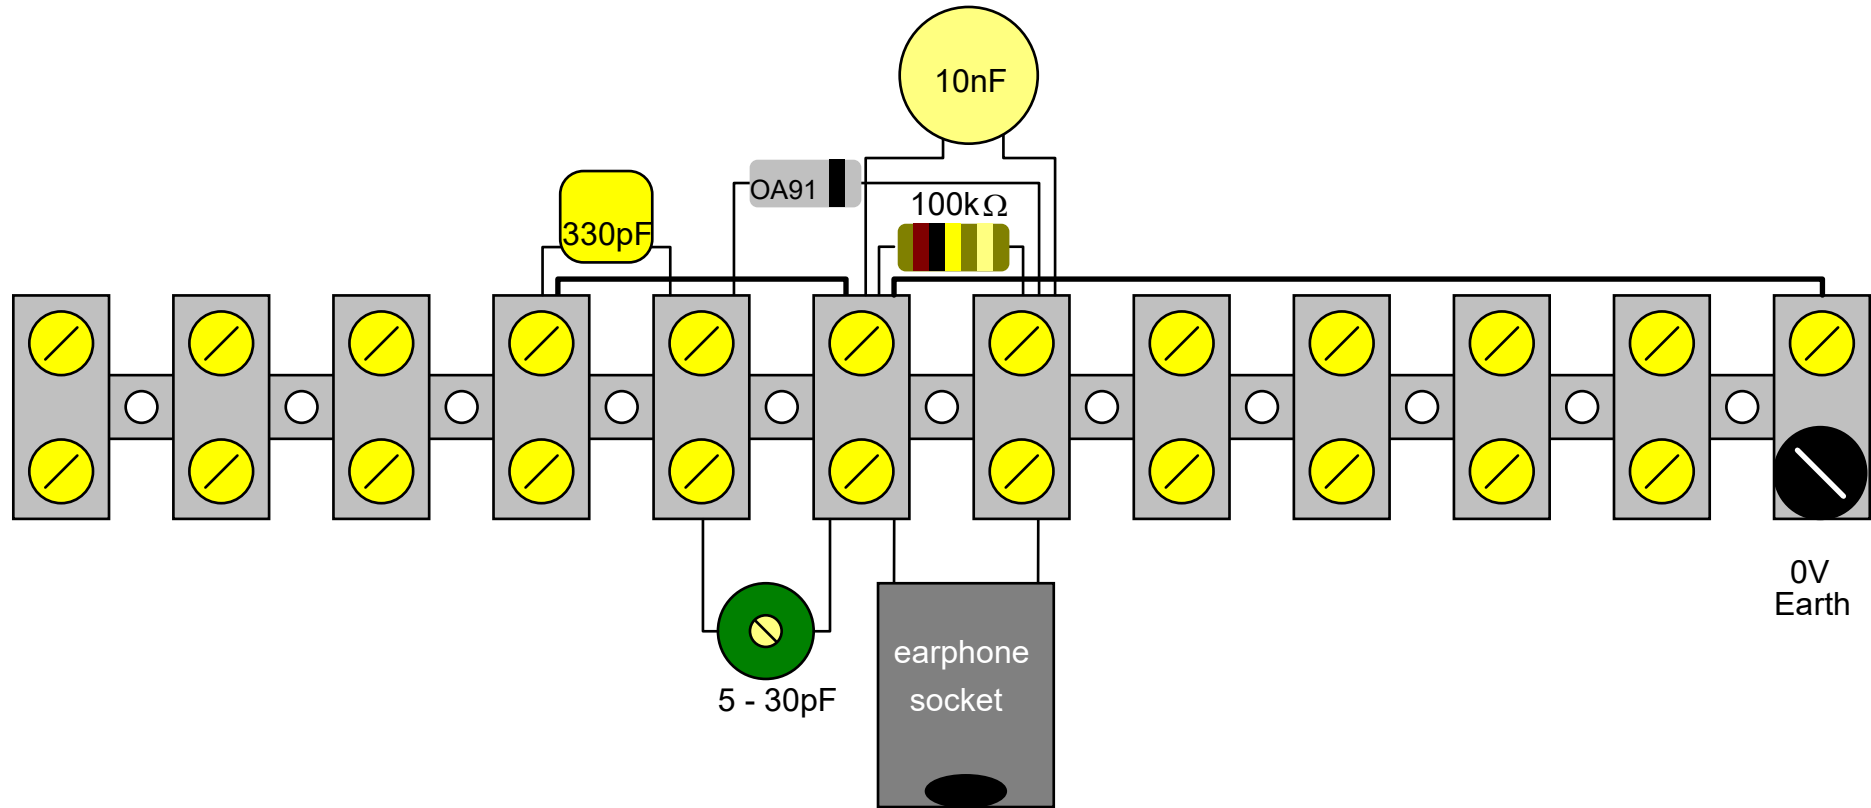 10nF
OA91
100kΩ
330pF
0V
Earth
earphone
socket
5 - 30pF